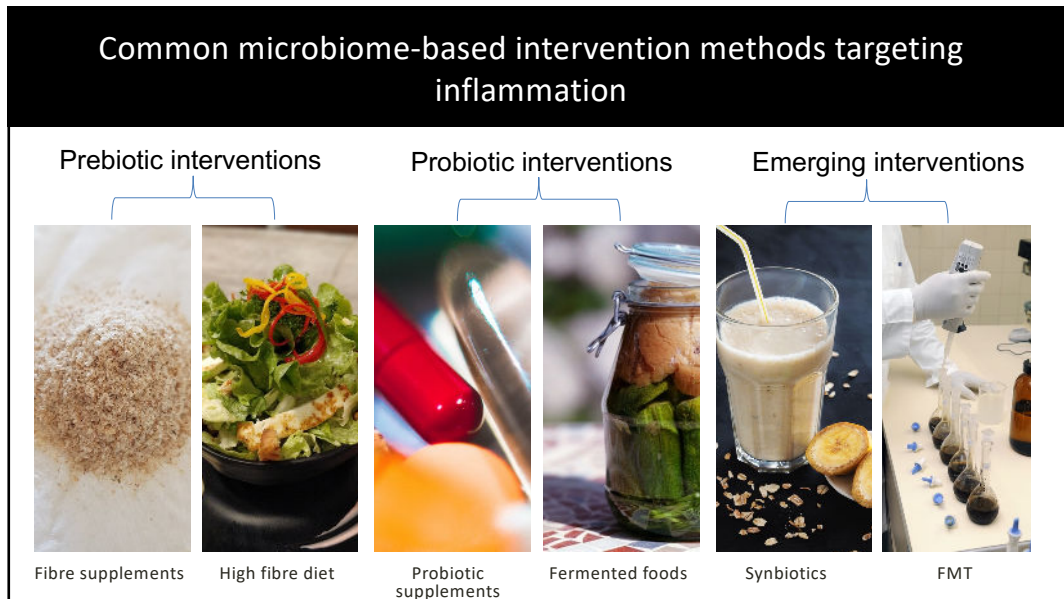 Common microbiome-based intervention methods targeting
inflammation
Prebiotic interventions
Probiotic interventions
Emerging interventions
Fibre supplements
High fibre diet
Probiotic
supplements
Fermented foods
Synbiotics
FMT